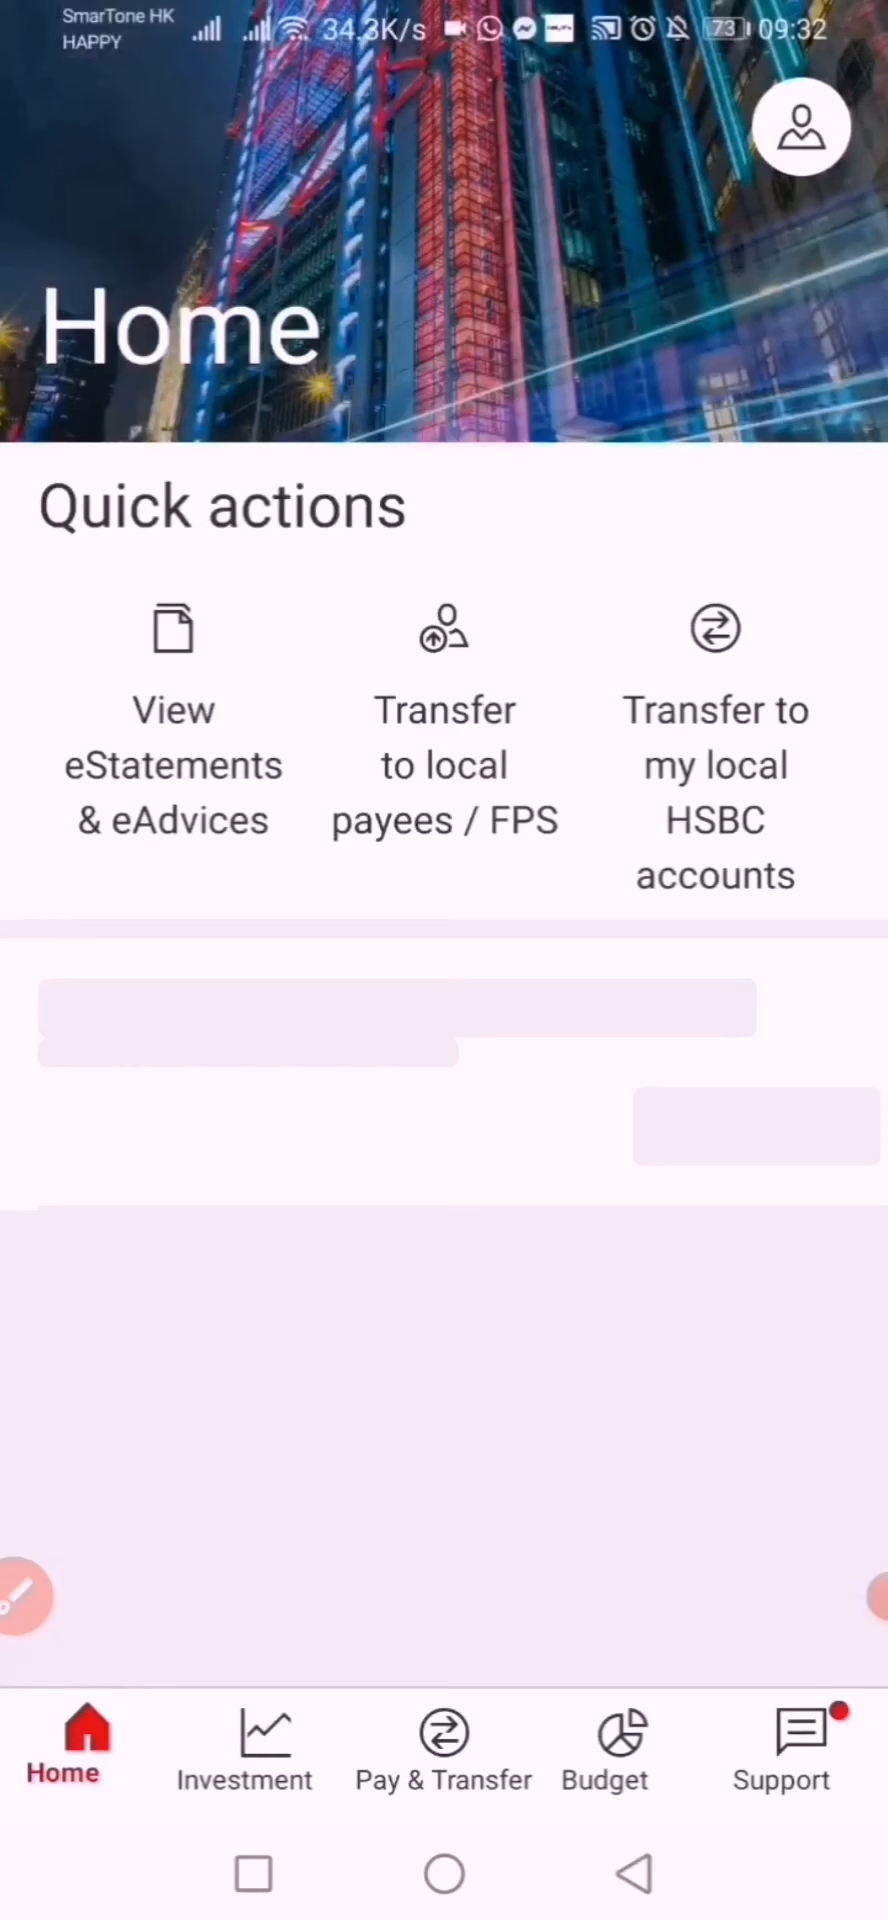 SmarTone HK
HAPPY
34.3K/s
73
09:32
Home
Quick actions
View
eStatements
& eAdvices
Transfer
to local
payees / FPS
Transfer to
my local
HSBC
accounts
Home
Investment
Pay & Transfer
Budget
Support